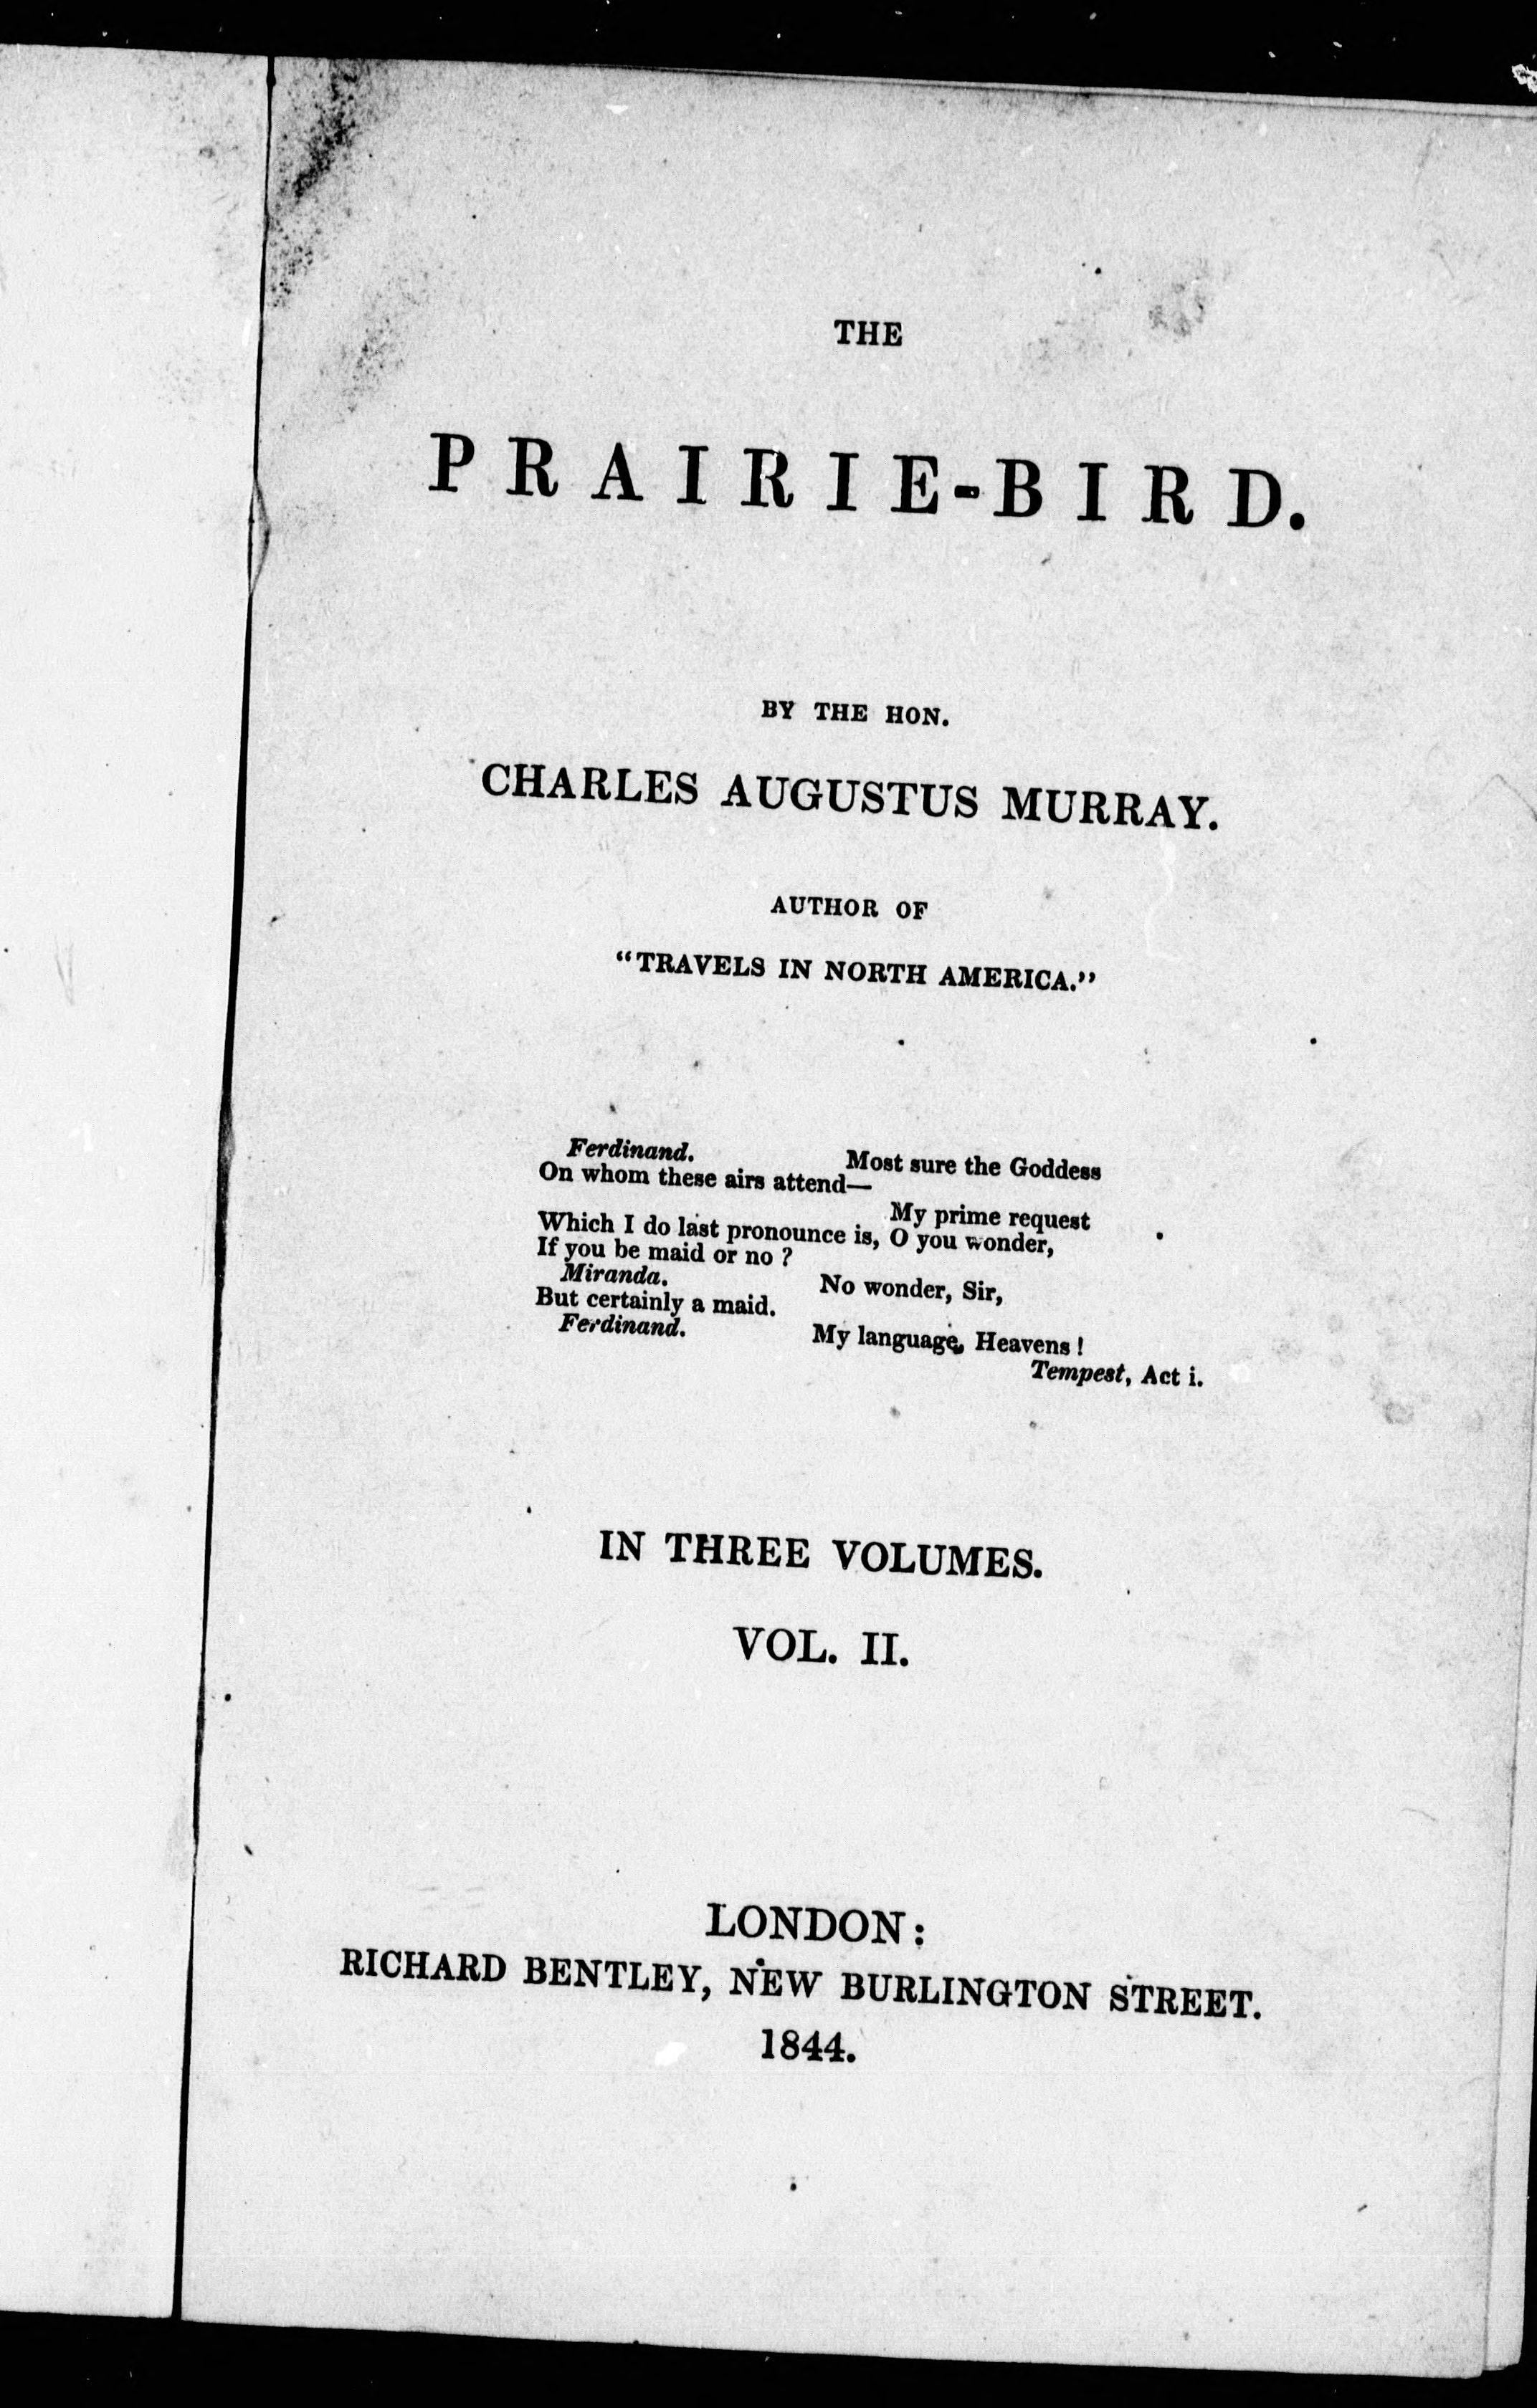 THE
PRAIRIE-BIRD.
BY THE HON.
CHARLES AUGUSTUS MURRAY.
AUTHOR OF
"TRAVELS IN NORTH AMERICA."
Ferdinand. Most sure the Goddess
On whom these airs attend—
My prime request
Which I do last pronounce is, O you wonder,
If you be maid or no?
Miranda. No wonder, Sir,
But certainly a maid.
Ferdinand. My language, Heavens!
Tempest, Act i.
IN THREE VOLUMES.
VOL. II.
LONDON:
RICHARD BENTLEY, NEW BURLINGTON STREET.
1844.